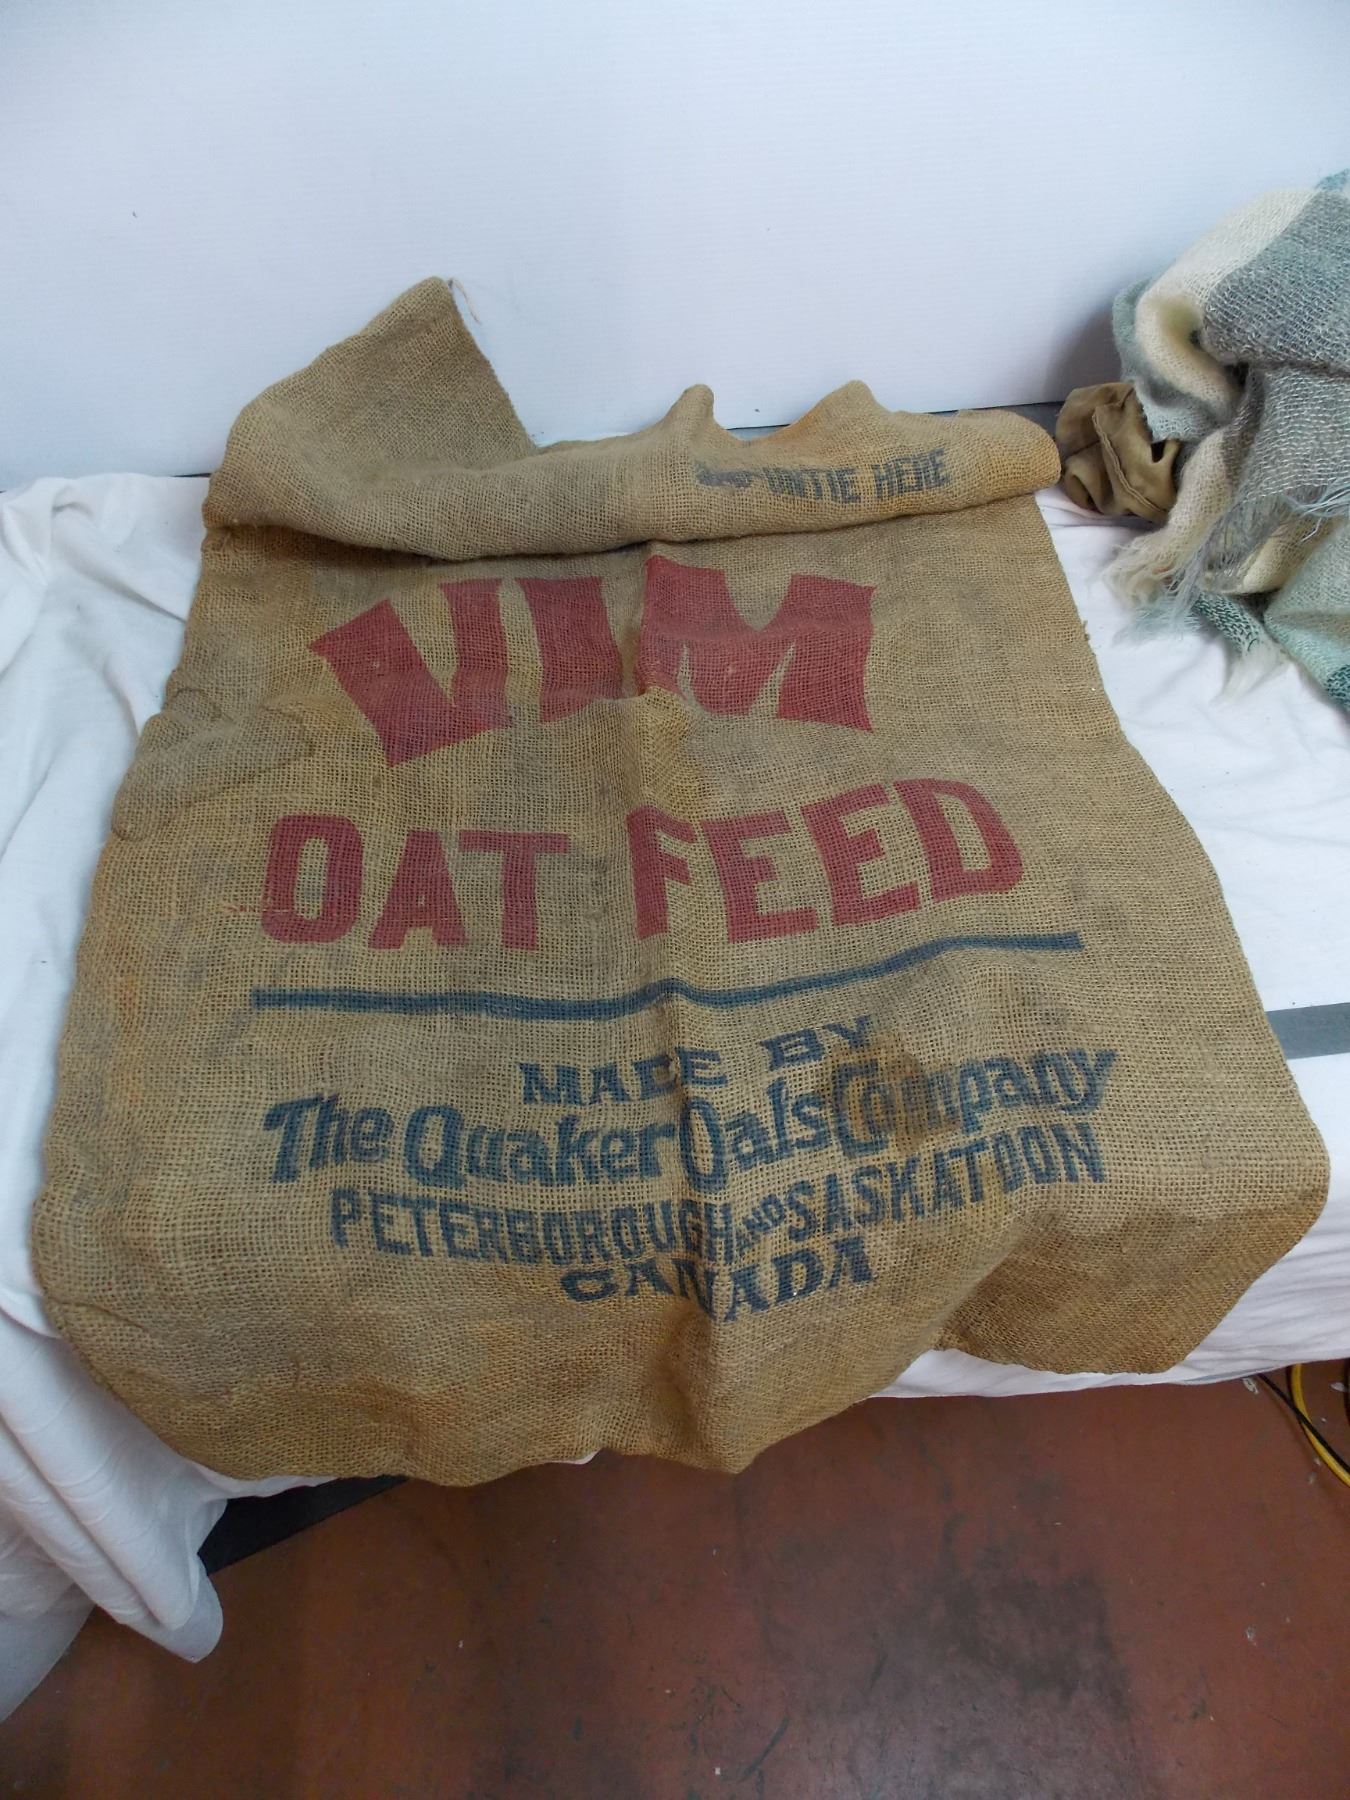 UNTIE HERE
VIM
OAT FEED
MADE BY
The Quaker Oats Company
PETERBOROUGH AND SASKATOON
CANADA